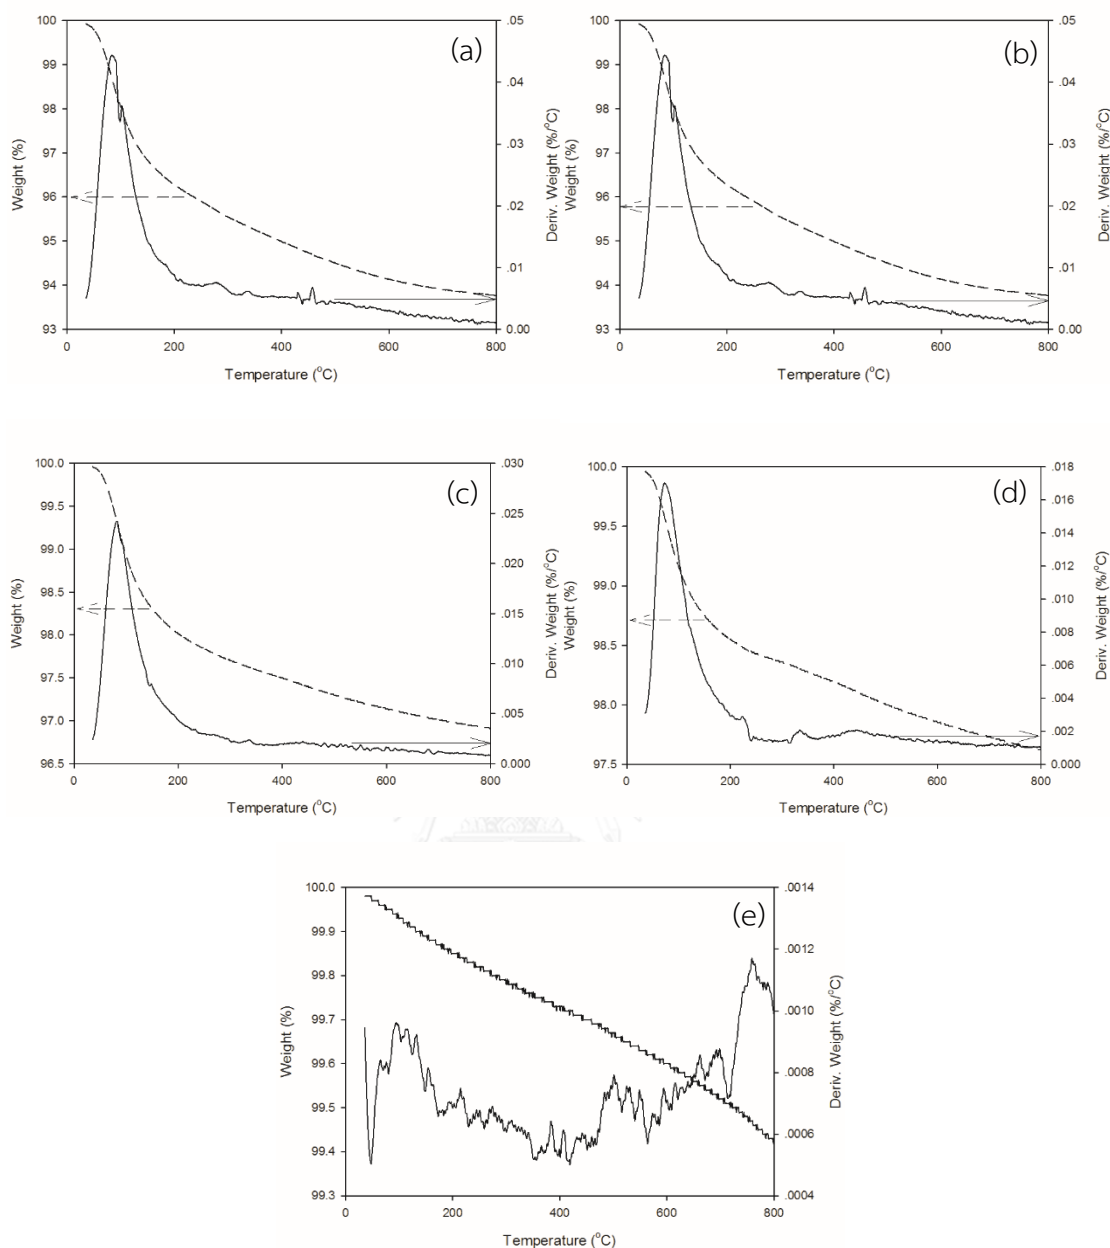 (a)
100
99
98
97
96
95
94
93
Weight (%)
.05
.04
.03
.02
.01
0.00
Deriv. Weight (%/°C)
0 200 400 600 800
Temperature (°C)
(b)
100
99
98
97
96
95
94
93
Weight (%)
.05
.04
.03
.02
.01
0.00
Deriv. Weight (%/°C)
0 200 400 600 800
Temperature (°C)
(c)
100.0
99.5
99.0
98.5
98.0
97.5
97.0
96.5
Weight (%)
.030
.025
.020
.015
.010
.005
0.000
Deriv. Weight (%/°C)
0 200 400 600 800
Temperature (°C)
(d)
100.0
99.5
99.0
98.5
98.0
97.5
Weight (%)
.018
.016
.014
.012
.010
.008
.006
.004
.002
0.000
Deriv. Weight (%/°C)
0 200 400 600 800
Temperature (°C)
(e)
100.0
99.9
99.8
99.7
99.6
99.5
99.4
99.3
Weight (%)
.0014
.0012
.0010
.0008
.0006
.0004
Deriv. Weight (%/°C)
0 200 400 600 800
Temperature (°C)